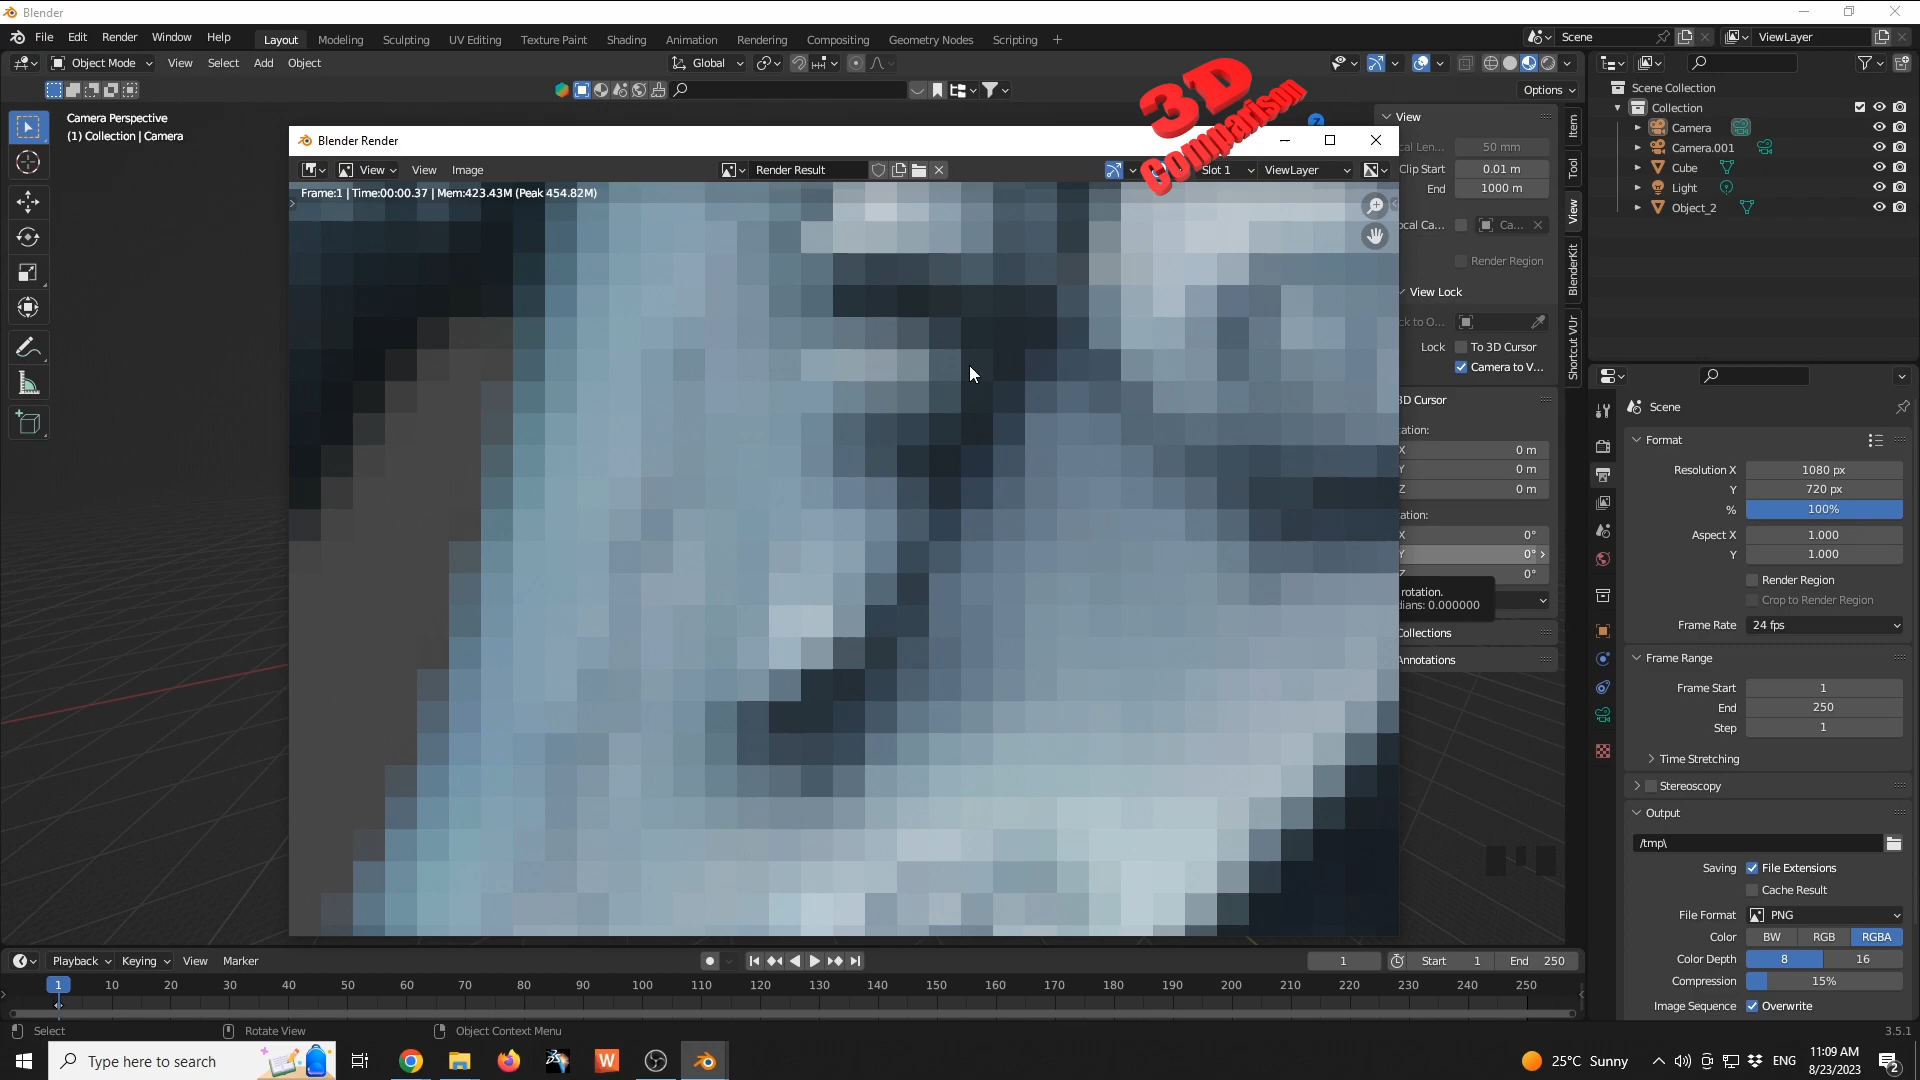 Blender
File Edit Render Window Help
Layout Modeling Sculpting UV Editing Texture Paint Shading Animation Rendering Compositing Geometry Nodes Scripting +
Scene
ViewLayer
Object Mode View Select Add Object
Global
Options
Camera Perspective
(1) Collection | Camera
3D
Comparison
Blender Render
View View Image
Render Result
Slot 1
ViewLayer
Frame:1 | Time:00:00.37 | Mem:423.43M (Peak 454.82M)
View
50 mm
Clip Start 0.01 m
End 1000 m
Ca...
Render Region
View Lock
Lock To 3D Cursor
Camera to V...
3D Cursor
X 0 m
Y 0 m
Z 0 m
X 0°
Y 0°
Z 0°
rotation.
0.000000
Collections
Annotations
Item
Tool
View
BlenderKit
Shortcut VUr
Scene Collection
Collection
Camera
Camera.001
Cube
Light
Object_2
Scene
Format
Resolution X 1080 px
Y 720 px
% 100%
Aspect X 1.000
Y 1.000
Render Region
Crop to Render Region
Frame Rate 24 fps
Frame Range
Frame Start 1
End 250
Step 1
Time Stretching
Stereoscopy
Output
/tmp\
Saving File Extensions
Cache Result
File Format PNG
Color BW RGB RGBA
Color Depth 8 16
Compression 15%
Image Sequence Overwrite
Playback Keying View Marker
1 Start 1 End 250
1 10 20 30 40 50 60 70 80 90 100 110 120 130 140 150 160 170 180 190 200 210 220 230 240 250
Select Rotate View Object Context Menu
3.5.1
Type here to search
25°C Sunny
ENG
11:09 AM
8/23/2023
2